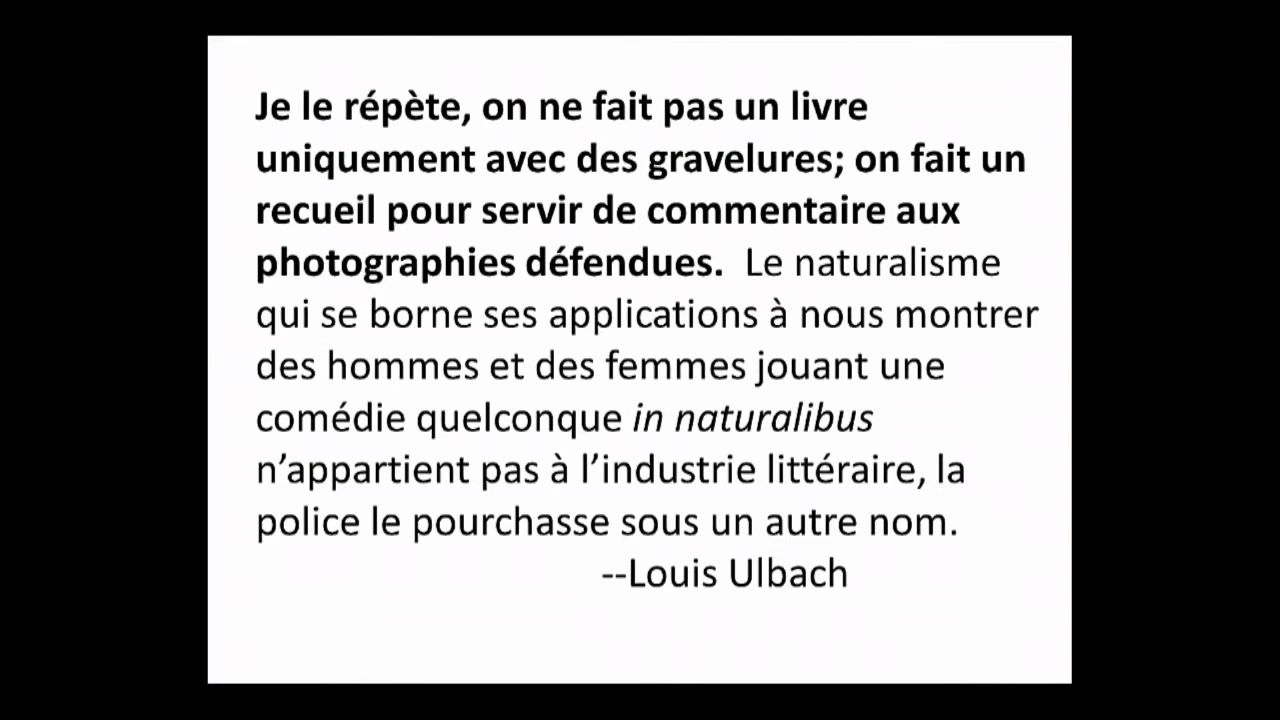 Je le répète, on ne fait pas un livre
uniquement avec des gravelures; on fait un
recueil pour servir de commentaire aux
photographies défendues.  Le naturalisme
qui se borne ses applications à nous montrer
des hommes et des femmes jouant une
comédie quelconque in naturalibus
n’appartient pas à l’industrie littéraire, la
police le pourchasse sous un autre nom.
--Louis Ulbach